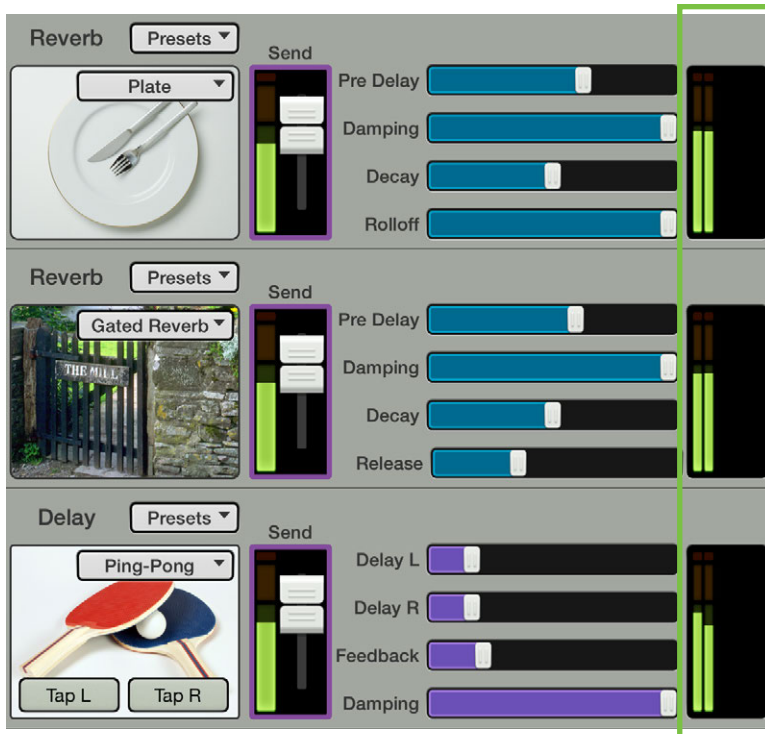 Reverb
Presets
Send
Plate
Pre Delay
Damping
Decay
Rolloff
Reverb
Presets
Send
Gated Reverb
THE MILL
Pre Delay
Damping
Decay
Release
Delay
Presets
Send
Ping-Pong
Tap L
Tap R
Delay L
Delay R
Feedback
Damping